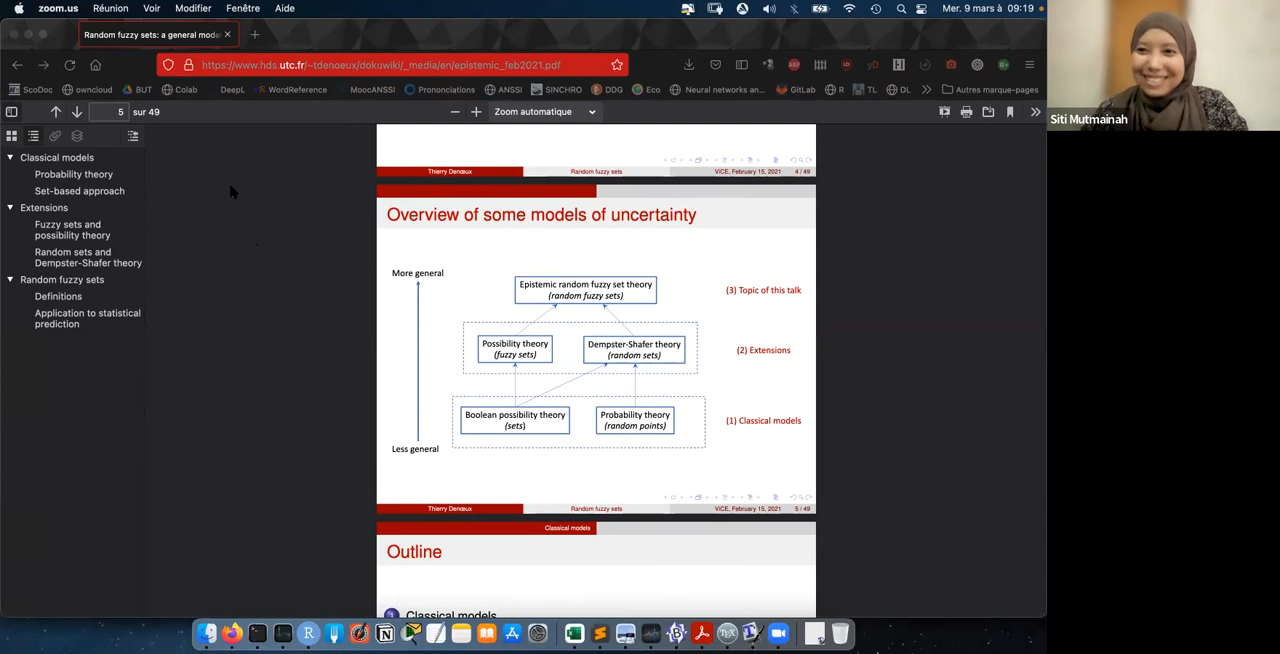 zoom.us Réunion Voir Modifier Fenêtre Aide
Mer. 9 mars à 09:19
Random fuzzy sets: a general mode
https://www.hds.utc.fr/~tdenoeux/dokuwiki/_media/en/epistemic_feb2021.pdf
ScoDoc owncloud BUT Colab DeepL WordReference MoocANSSI Prononciations ANSSI SINCHRO DDG Eco Neural networks an... GitLab R TL DL Autres marque-pages
5 sur 49
Zoom automatique
Classical models
Probability theory
Set-based approach
Extensions
Fuzzy sets and
possibility theory
Random sets and
Dempster-Shafer theory
Random fuzzy sets
Definitions
Application to statistical
prediction
Thierry Denœux Random fuzzy sets ViCE, February 15, 2021 4 / 49
Overview of some models of uncertainty
More general
Epistemic random fuzzy set theory
(random fuzzy sets)
(3) Topic of this talk
Possibility theory
(fuzzy sets)
Dempster-Shafer theory
(random sets)
(2) Extensions
Boolean possibility theory
(sets)
Probability theory
(random points)
(1) Classical models
Less general
Thierry Denœux Random fuzzy sets ViCE, February 15, 2021 5 / 49
Classical models
Outline
1 Classical models
Siti Mutmainah